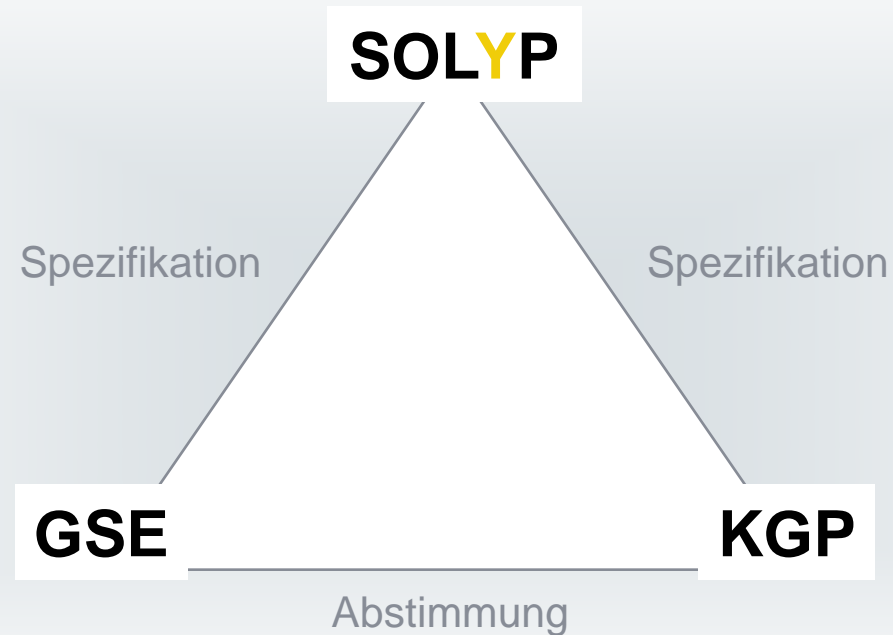 SOLYP
Spezifikation
Spezifikation
GSE
KGP
Abstimmung